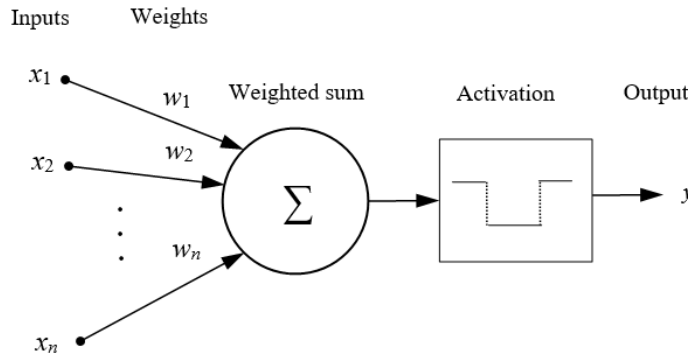 Inputs Weights
x1 w1 Weighted sum Activation Output
x2 w2
Σ y
wn
xn